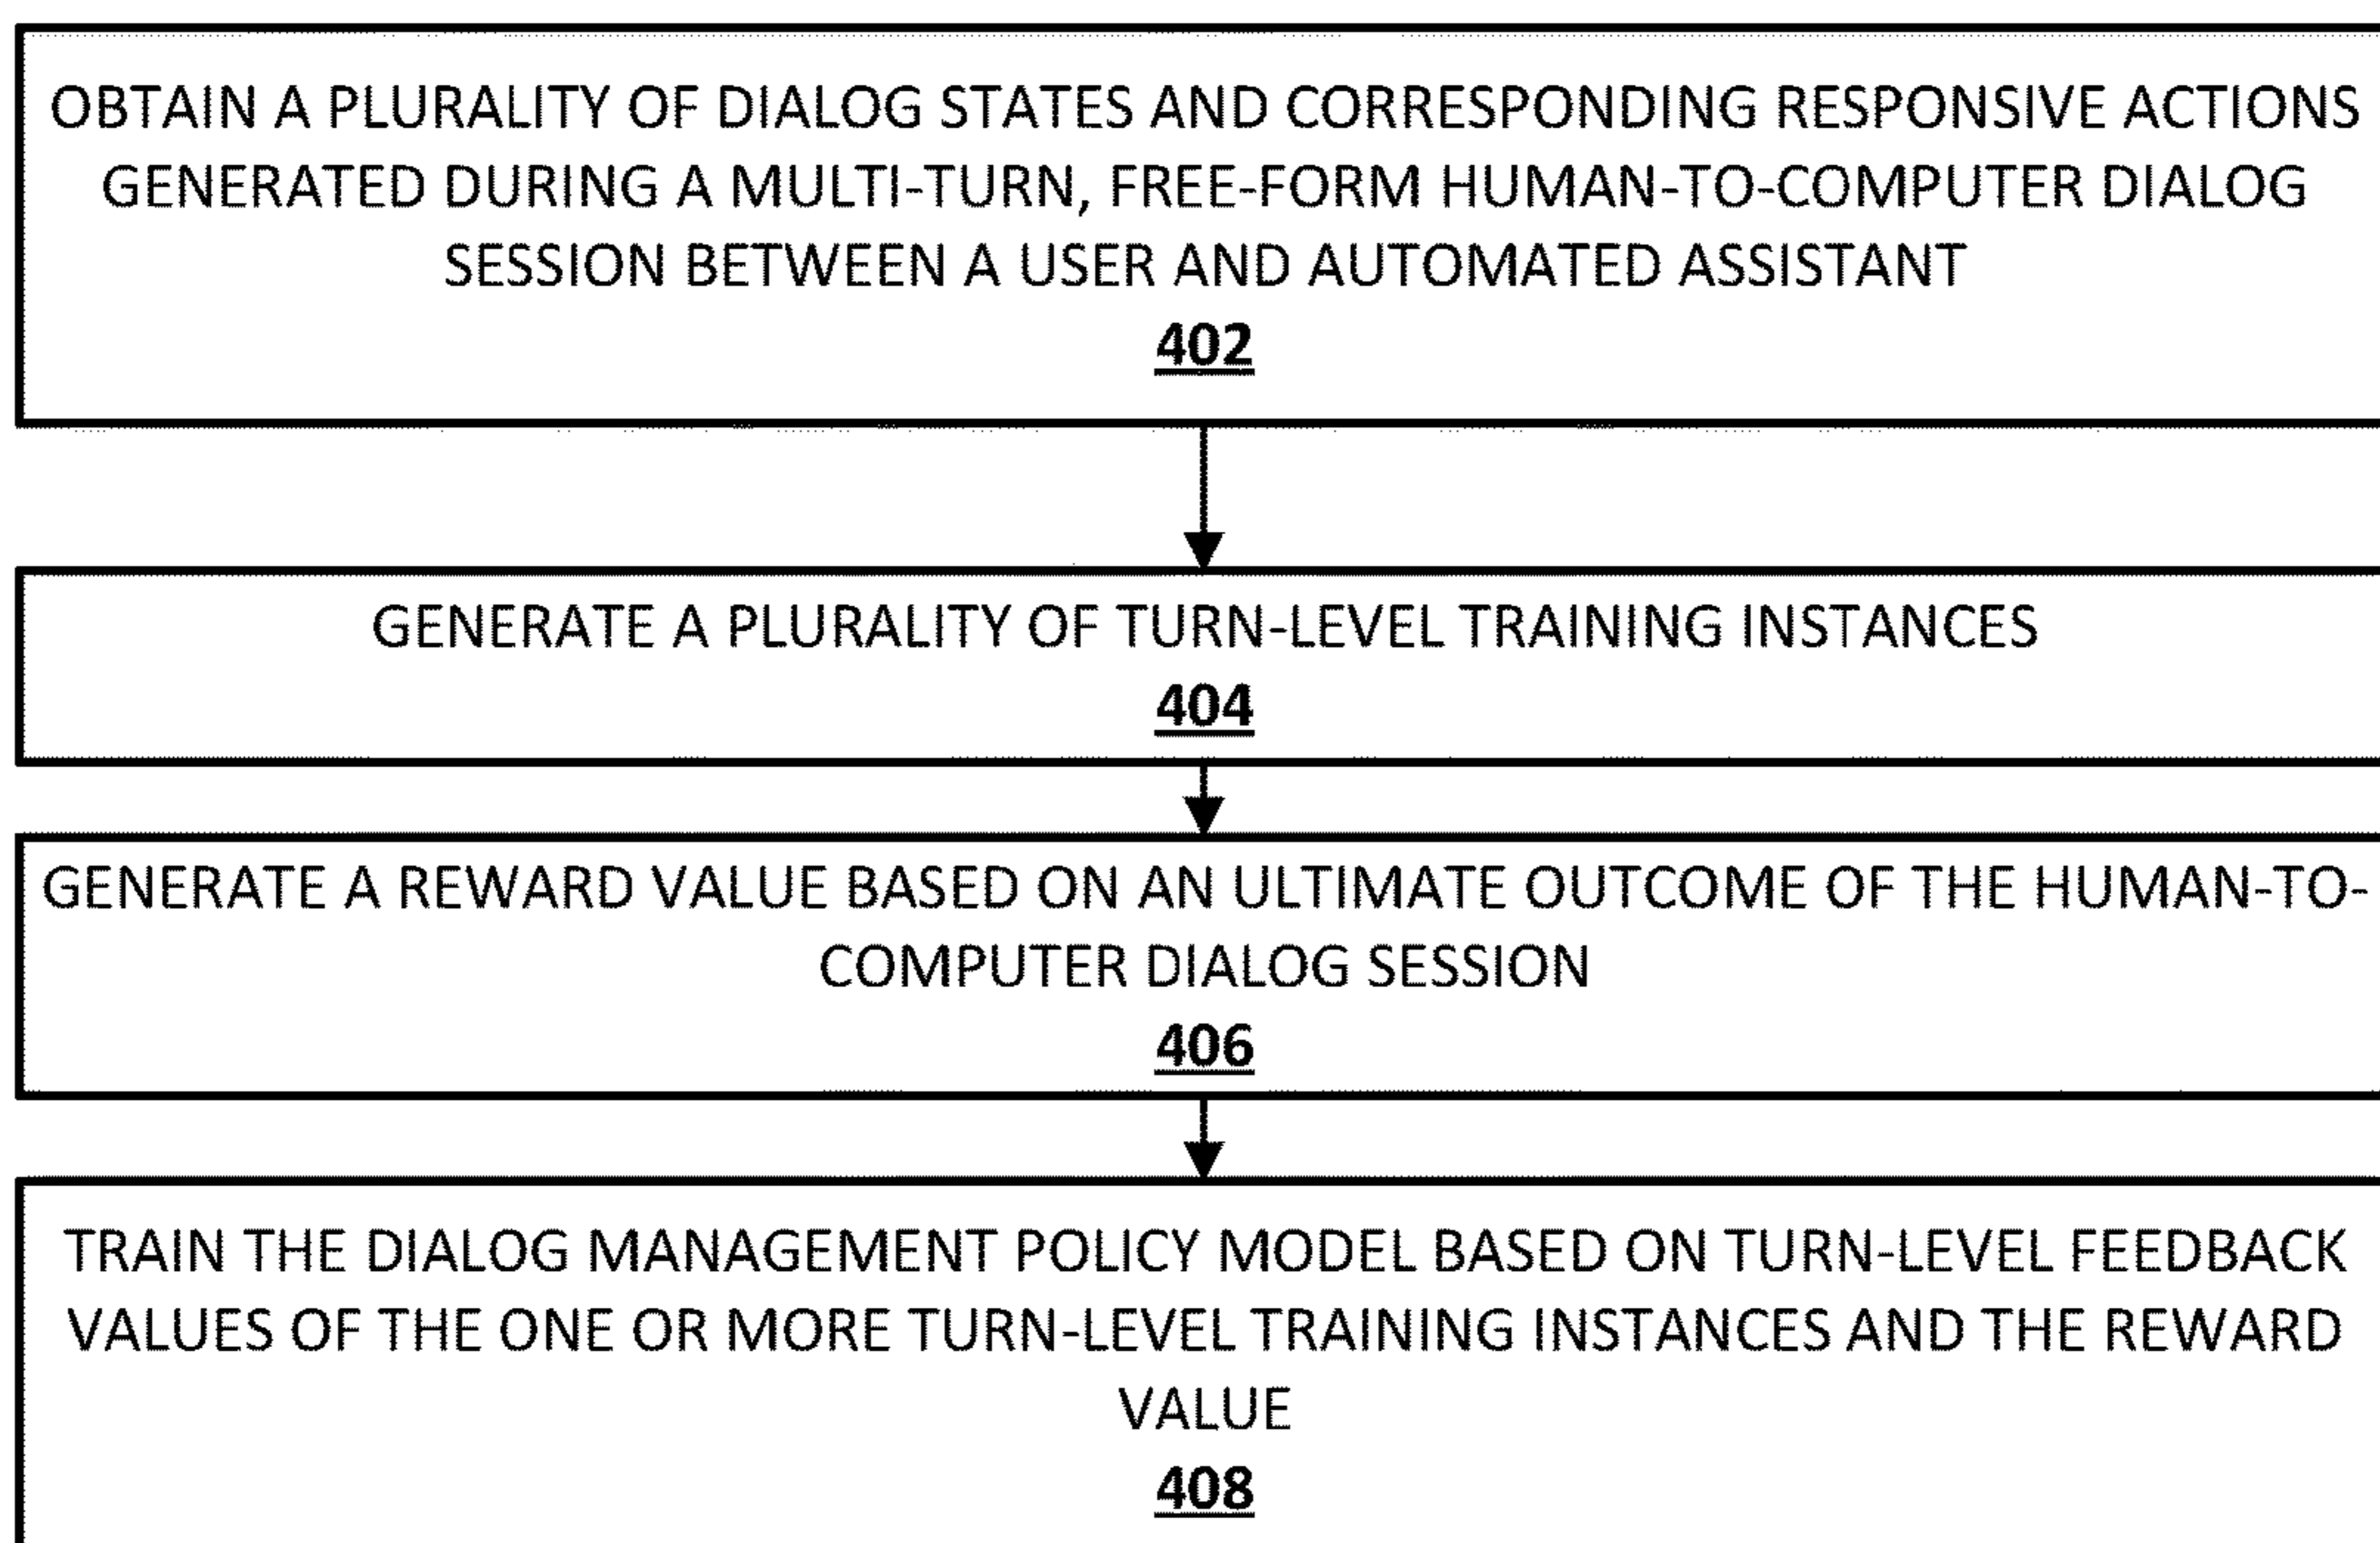 OBTAIN A PLURALITY OF DIALOG STATES AND CORRESPONDING RESPONSIVE ACTIONS
GENERATED DURING A MULTI-TURN, FREE-FORM HUMAN-TO-COMPUTER DIALOG
SESSION BETWEEN A USER AND AUTOMATED ASSISTANT
402
GENERATE A PLURALITY OF TURN-LEVEL TRAINING INSTANCES
404
GENERATE A REWARD VALUE BASED ON AN ULTIMATE OUTCOME OF THE HUMAN-TO-
COMPUTER DIALOG SESSION
406
TRAIN THE DIALOG MANAGEMENT POLICY MODEL BASED ON TURN-LEVEL FEEDBACK
VALUES OF THE ONE OR MORE TURN-LEVEL TRAINING INSTANCES AND THE REWARD
VALUE
408